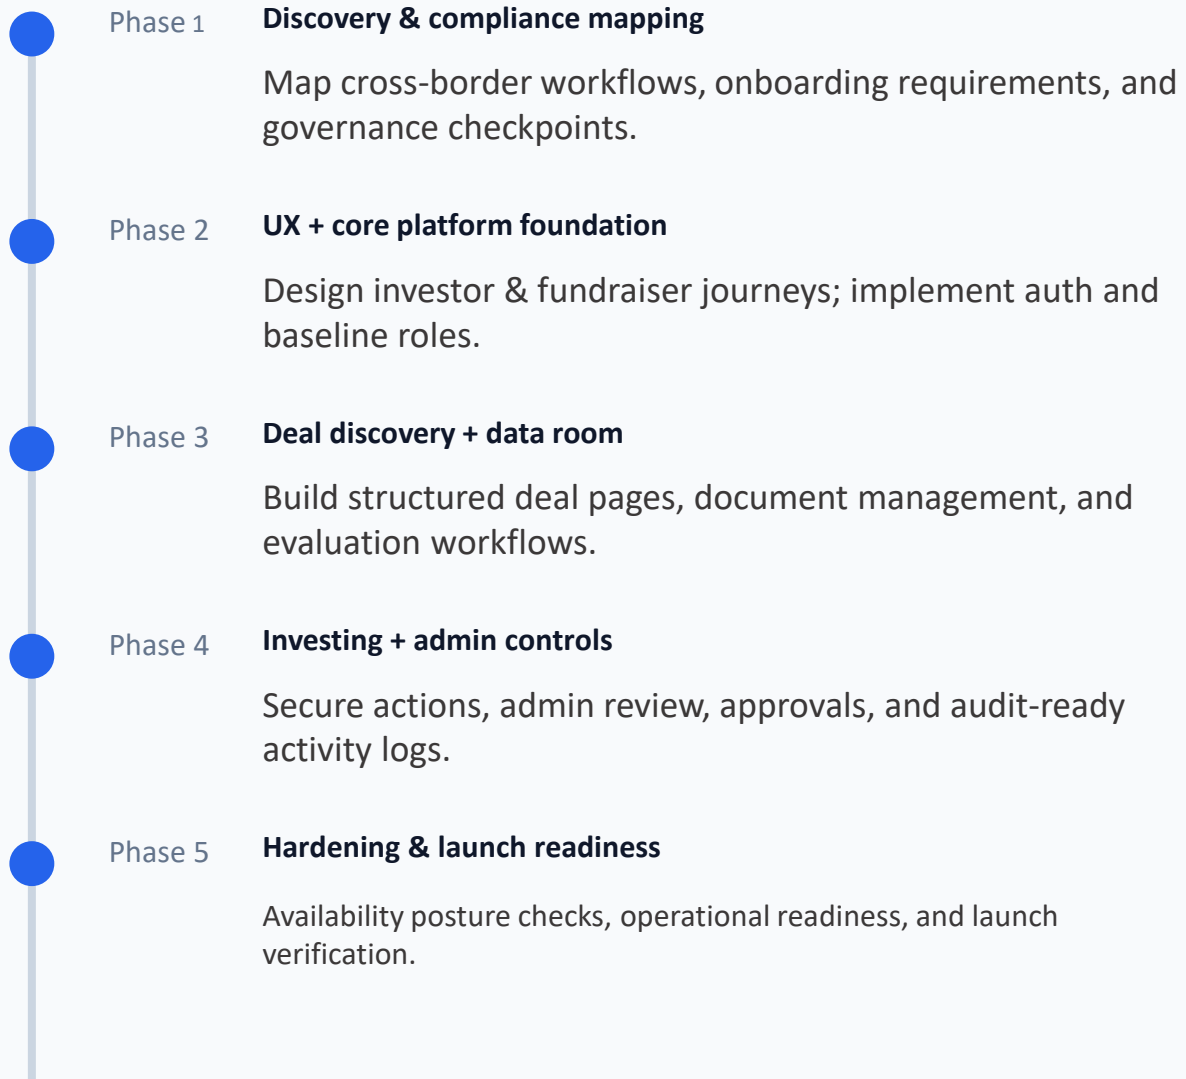 Phase 1
Discovery & compliance mapping
Map cross-border workflows, onboarding requirements, and
governance checkpoints.
Phase 2
UX + core platform foundation
Design investor & fundraiser journeys; implement auth and
baseline roles.
Phase 3
Deal discovery + data room
Build structured deal pages, document management, and
evaluation workflows.
Phase 4
Investing + admin controls
Secure actions, admin review, approvals, and audit-ready
activity logs.
Phase 5
Hardening & launch readiness
Availability posture checks, operational readiness, and launch
verification.